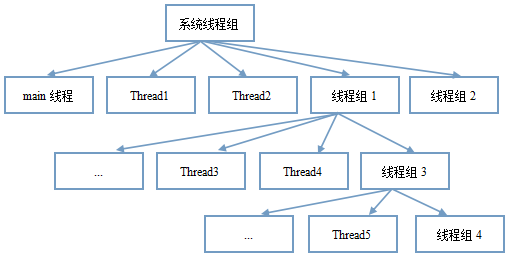 系统线程组
main 线程
Thread1
Thread2
线程组 1
线程组 2
...
Thread3
Thread4
线程组 3
...
Thread5
线程组 4